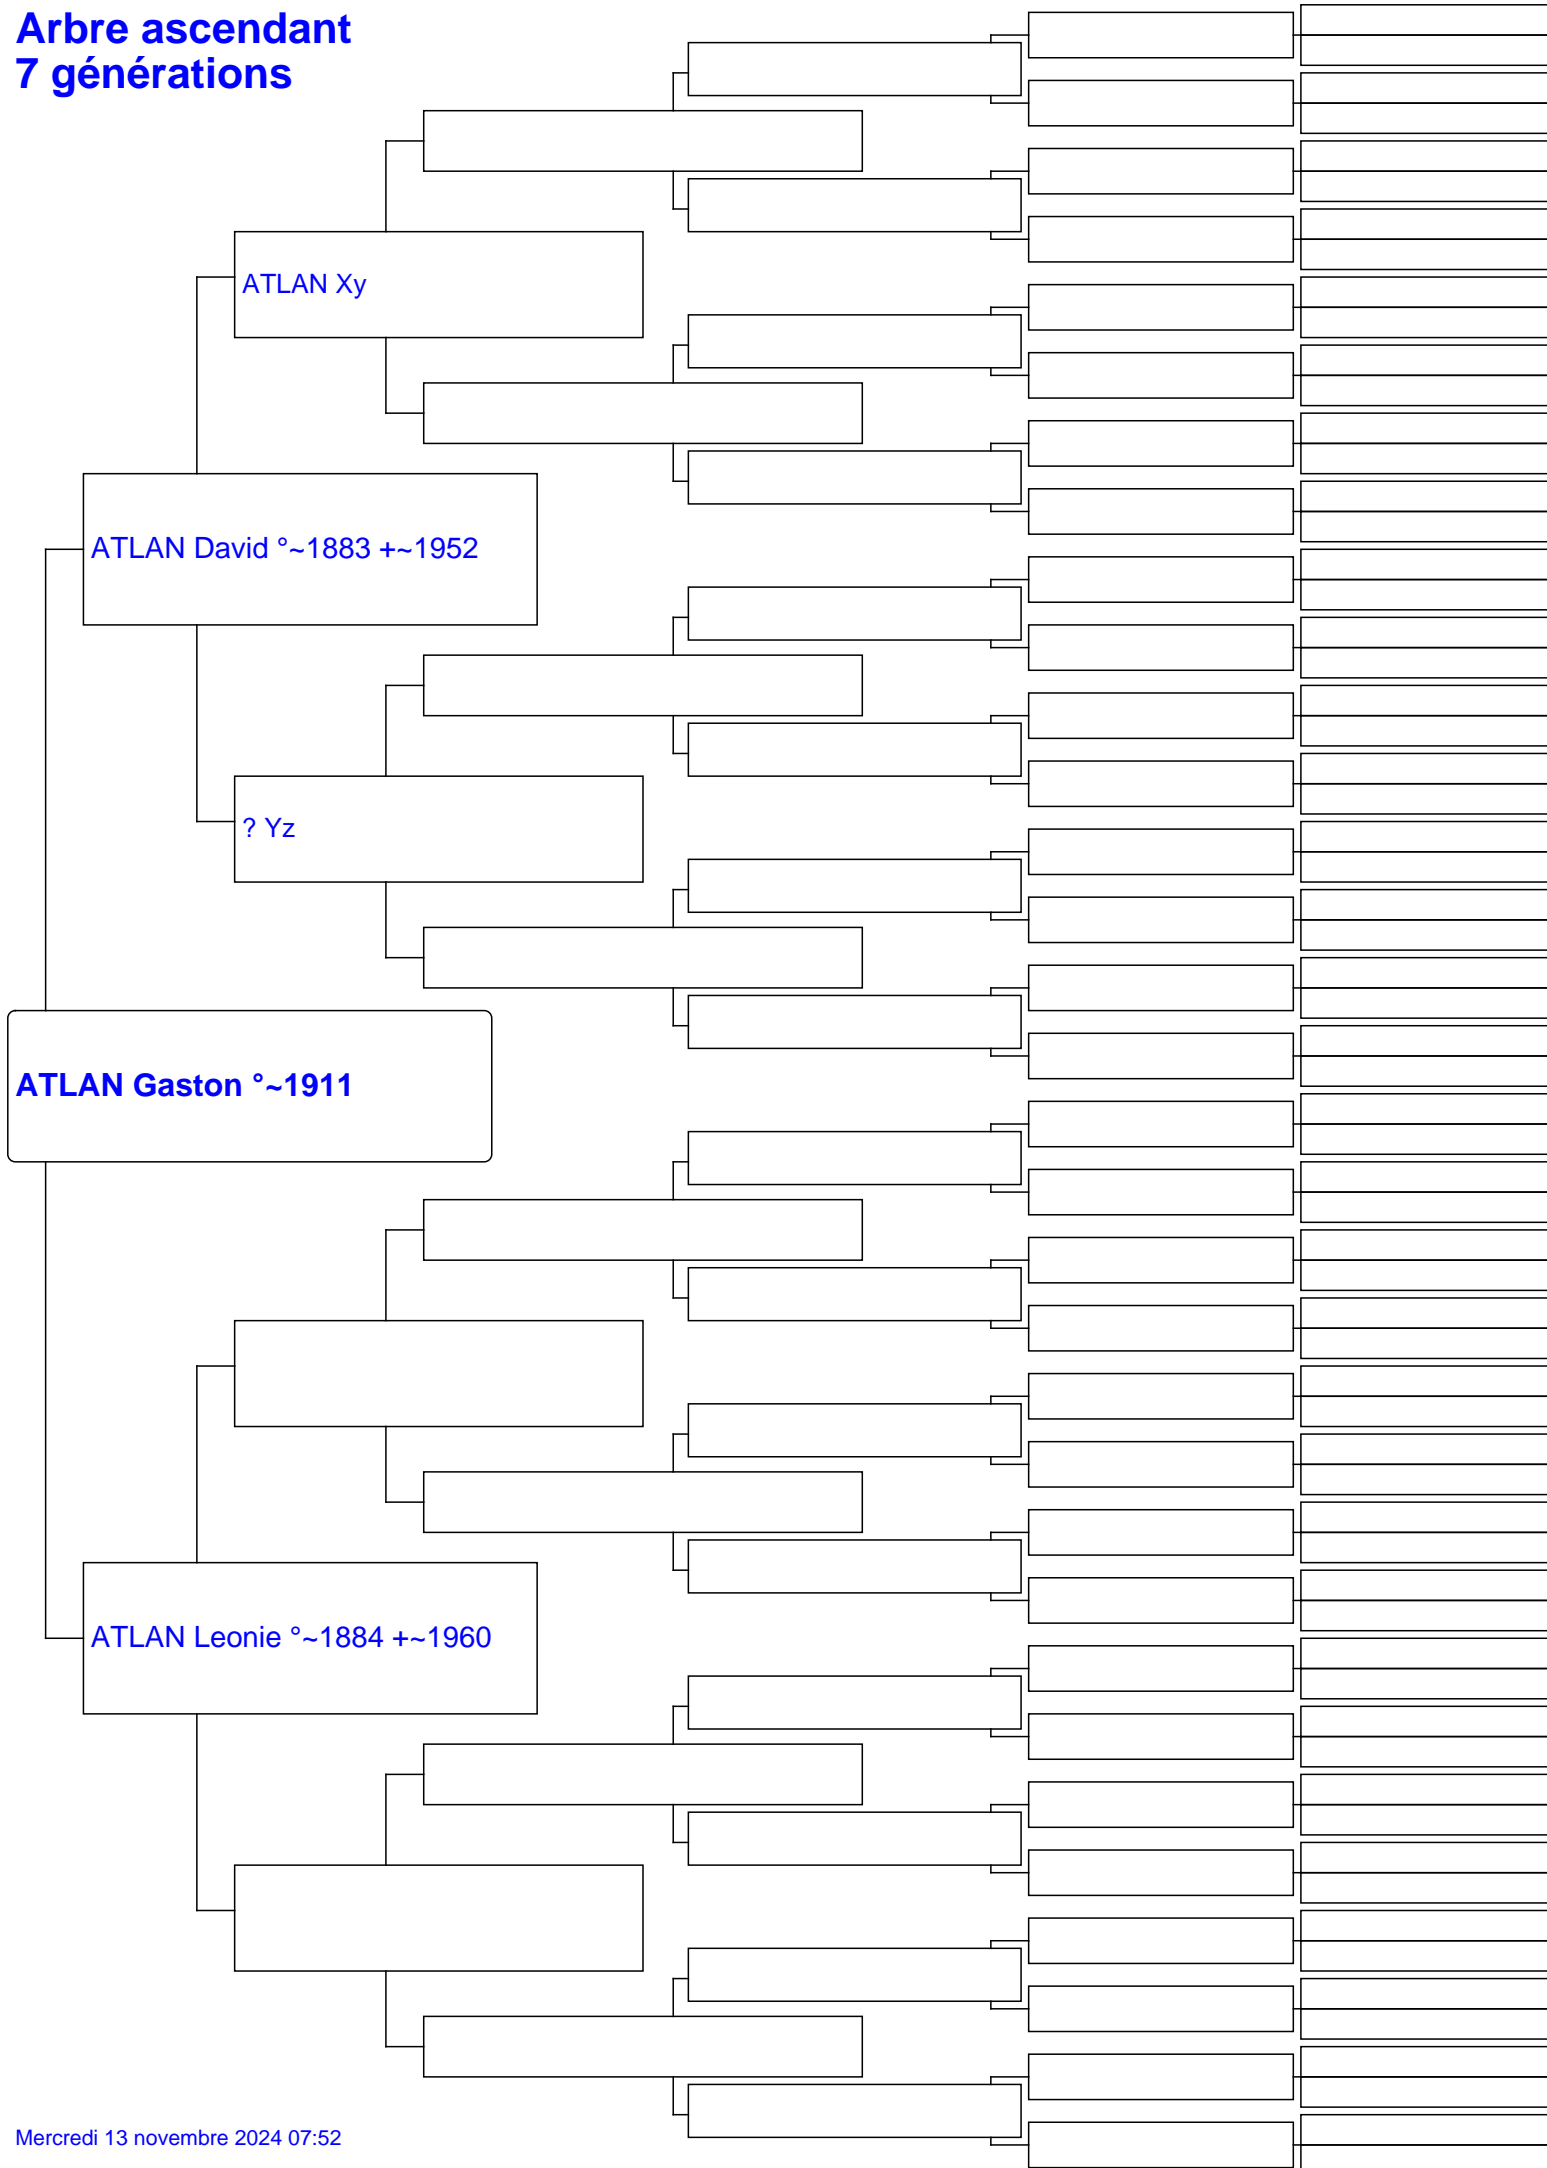 Arbre ascendant
7 générations
ATLAN Xy
ATLAN David °~1883 +~1952
? Yz
ATLAN Gaston °~1911
ATLAN Leonie °~1884 +~1960
Mercredi 13 novembre 2024 07:52